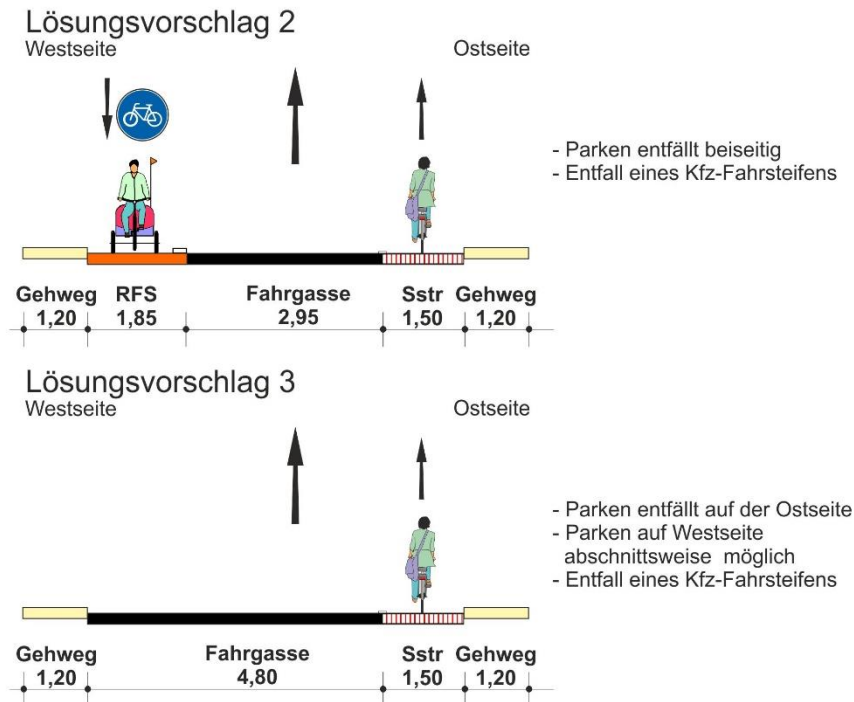 Lösungsvorschlag 2
Westseite Ostseite
- Parken entfällt beiseitig
- Entfall eines Kfz-Fahrsteifens
Gehweg RFS Fahrgasse Sstr Gehweg
1,20 1,85 2,95 1,50 1,20
Lösungsvorschlag 3
Westseite Ostseite
- Parken entfällt auf der Ostseite
- Parken auf Westseite
abschnittsweise möglich
- Entfall eines Kfz-Fahrsteifens
Gehweg Fahrgasse Sstr Gehweg
1,20 4,80 1,50 1,20